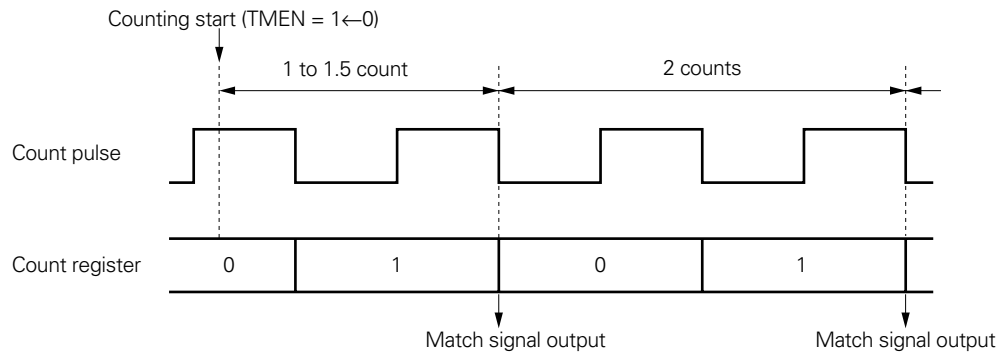 Counting start (TMEN = 1←0)
1 to 1.5 count
2 counts
Count pulse
Count register
0
1
0
1
Match signal output
Match signal output